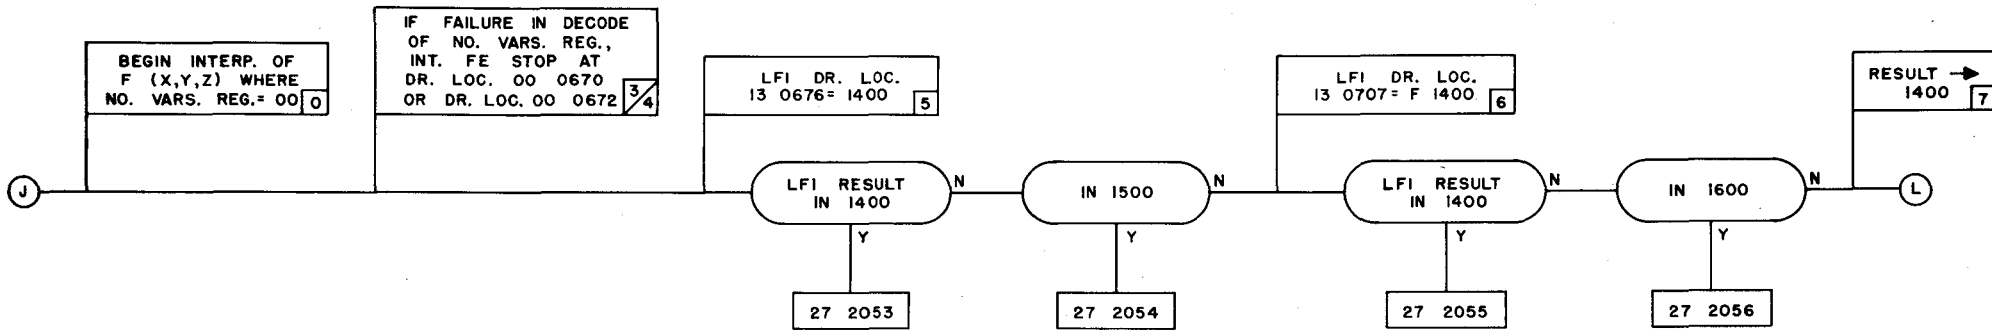 BEGIN INTERP. OF
F (X,Y,Z) WHERE
NO. VARS. REG.= 00
0
IF FAILURE IN DECODE
OF NO. VARS. REG.,
INT. FE STOP AT
DR. LOC. 00 0670
OR DR. LOC. 00 0672
3/4
LFI DR. LOC.
13 0676= 1400
5
LFI DR. LOC.
13 0707= F 1400
6
RESULT →
1400
7
J
LFI RESULT
IN 1400
N
IN 1500
N
LFI RESULT
IN 1400
N
IN 1600
N
L
Y
Y
Y
Y
27 2053
27 2054
27 2055
27 2056